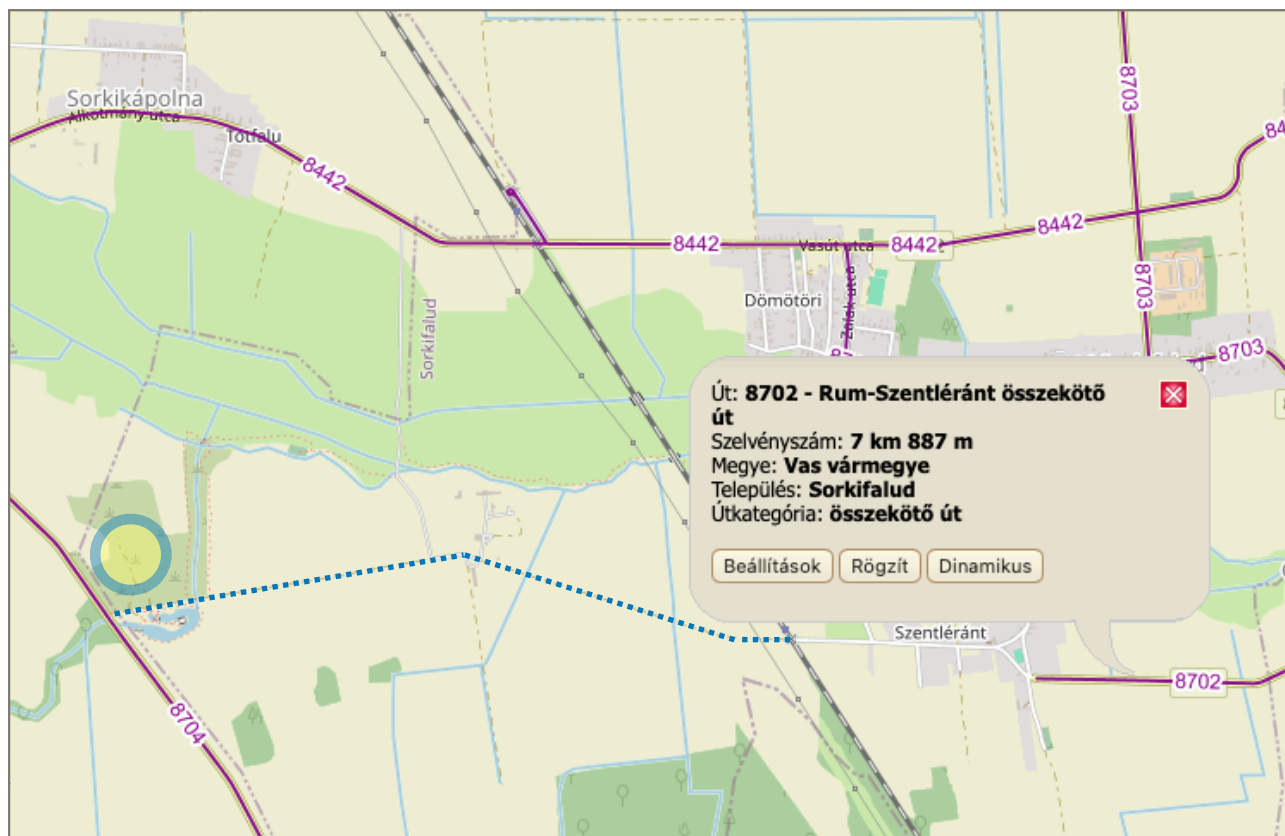 8703
Sorkikápolna
Alkotmány utca
Tótfalu
8442
8442
Vasút utca
8442
8442
8703
Dömötöri
Zalak utca
Sorkifalud
8703
Út: 8702 - Rum-Szentléránt összekötő
út
Szelvényszám: 7 km 887 m
Megye: Vas vármegye
Település: Sorkifalud
Útkategória: összekötő út
Beállítások Rögzít Dinamikus
Szentléránt
8702
8704